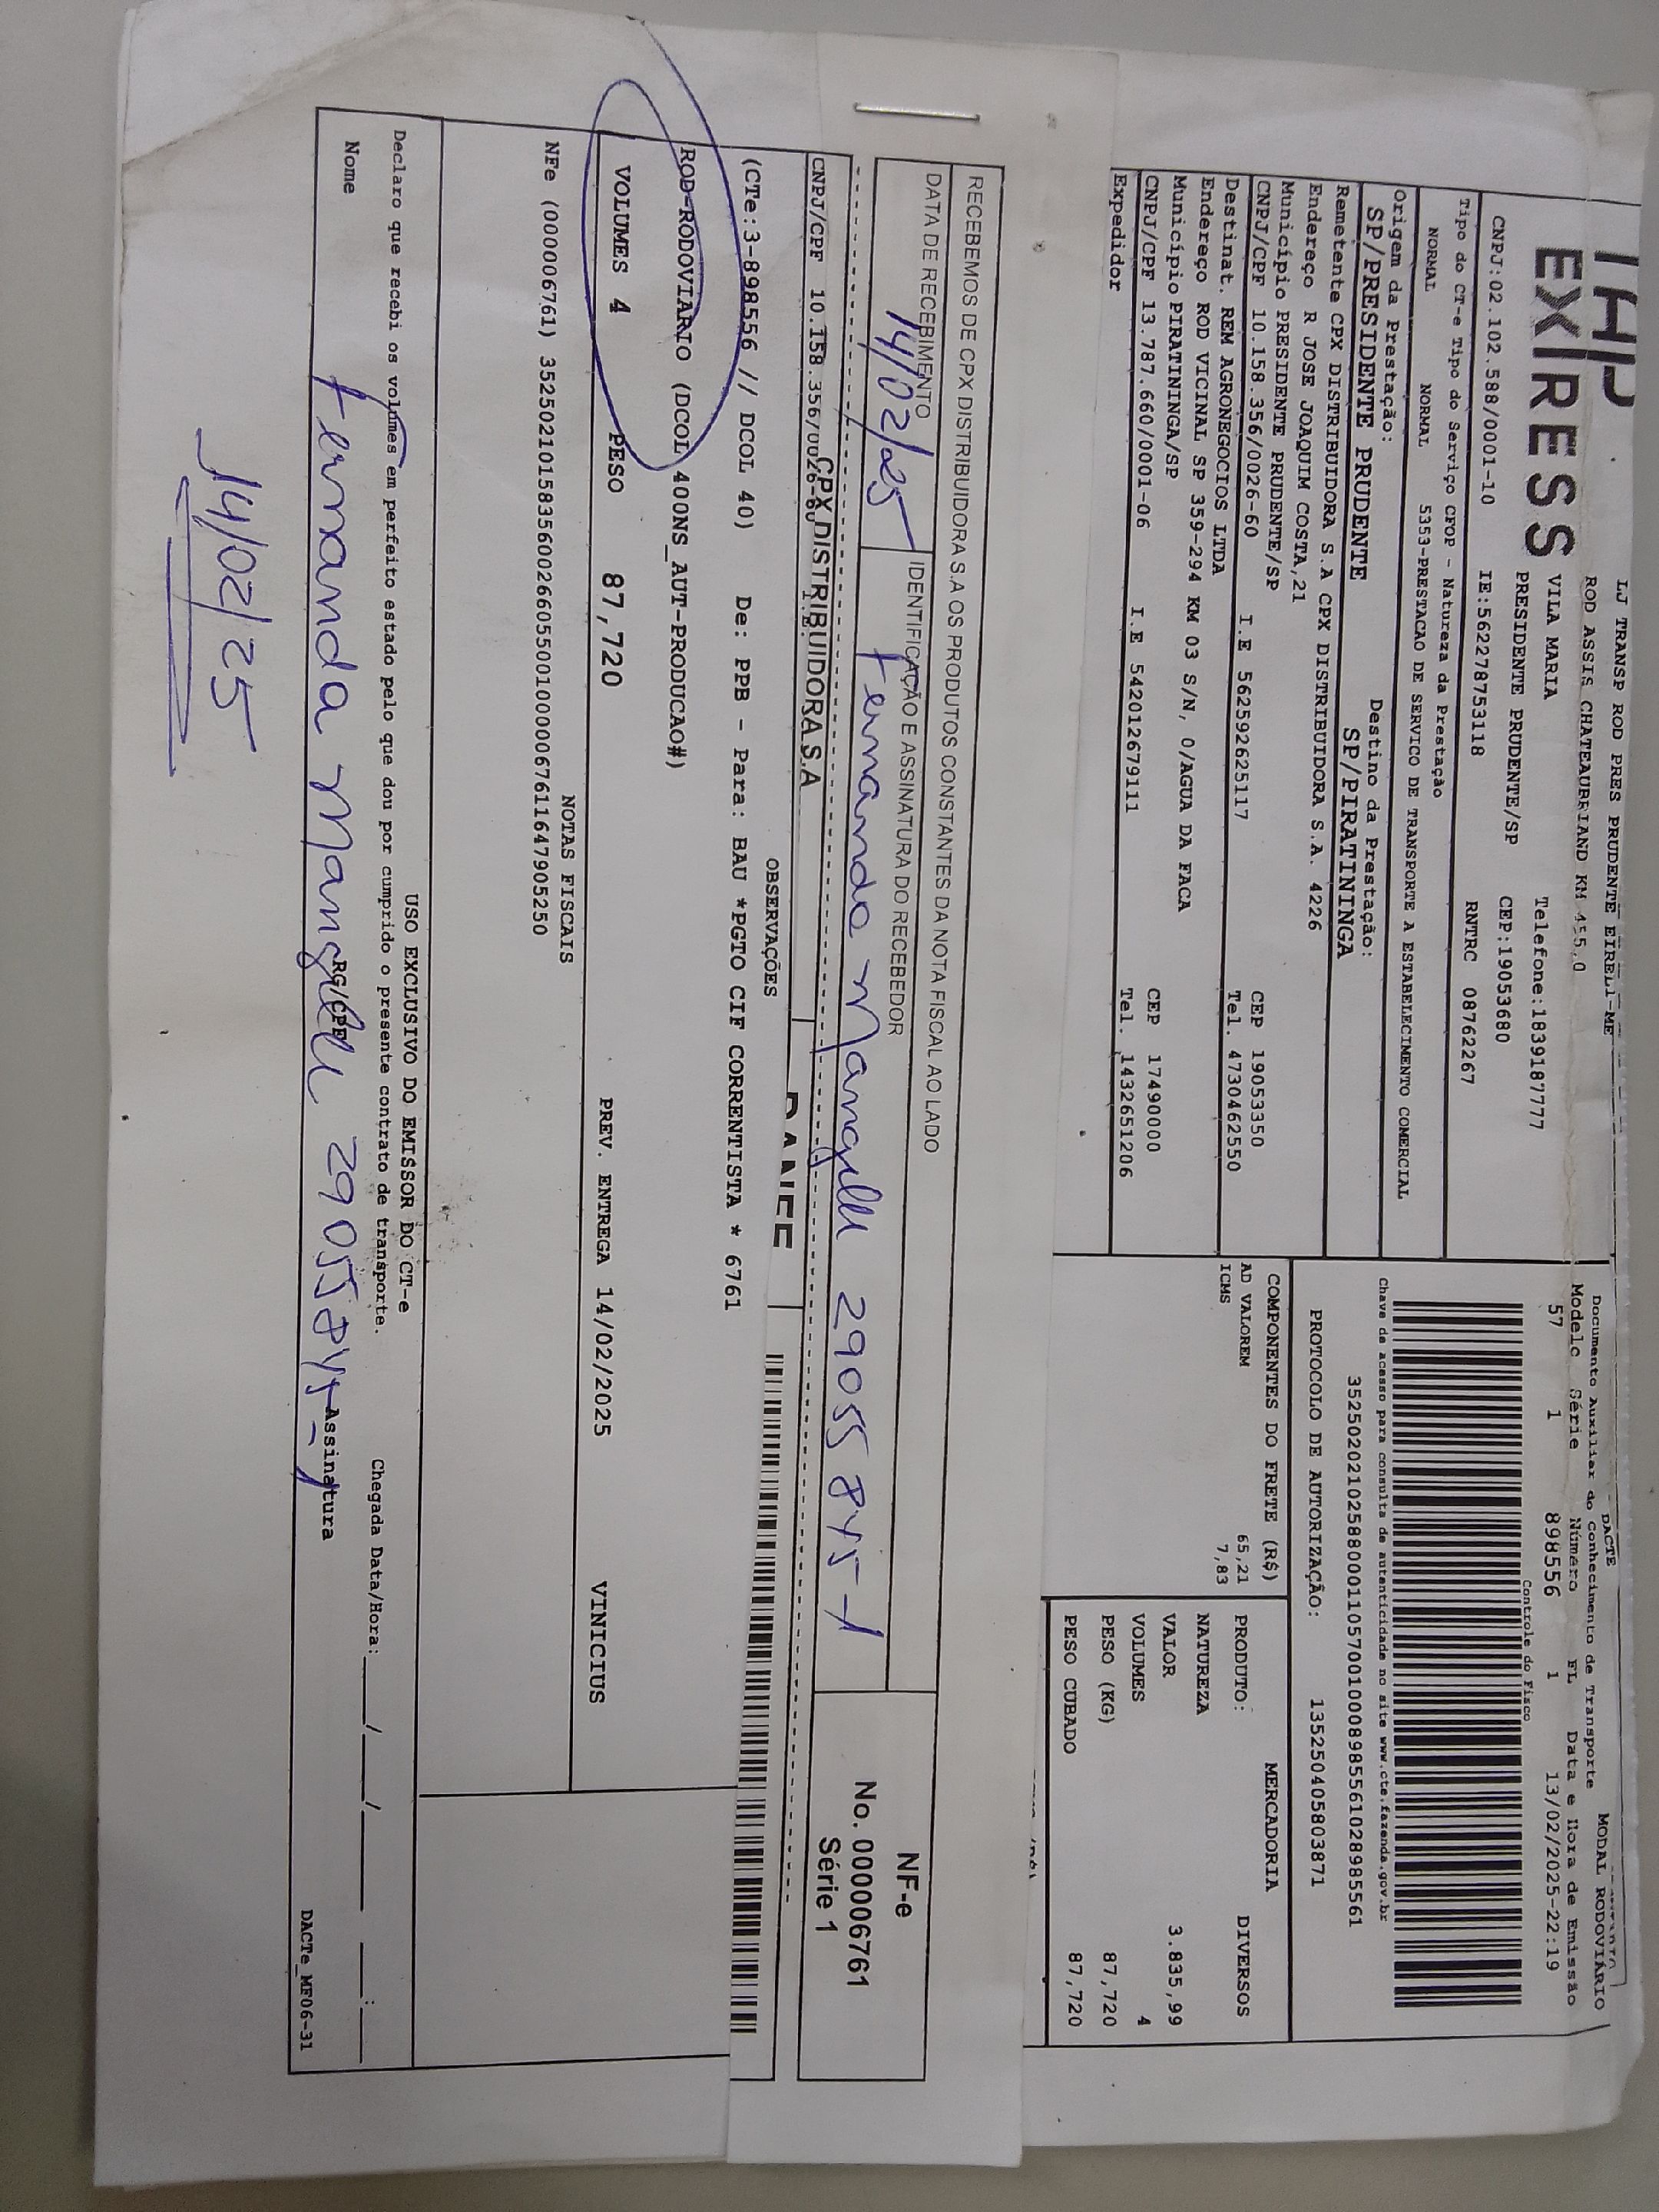 EXPRESS
LJ TRANSP ROD PRES PRUDENTE EIRELI-ME
ROD ASSIS CHATEAUBRIAND KM 455,0
VILA MARIA Telefone:1839187777
PRESIDENTE PRUDENTE/SP CEP:19053680
CNPJ:02.102.588/0001-10 IE:562278753118 RNTRC 08762267
Tipo do CT-e Tipo do Serviço CFOP - Natureza da Prestação
NORMAL NORMAL 5353-PRESTACAO DE SERVICO DE TRANSPORTE A ESTABELECIMENTO COMERCIAL
Origem da Prestação: Destino da Prestação:
SP/PRESIDENTE PRUDENTE SP/PIRATININGA
Remetente CPX DISTRIBUIDORA S.A CPX DISTRIBUIDORA S.A. 4226
Endereço R JOSE JOAQUIM COSTA,21
Município PRESIDENTE PRUDENTE/SP CEP 19053350
CNPJ/CPF 10.158.356/0026-60 I.E 562592625117 Tel. 473046255​0
Destinat. REM AGRONEGOCIOS LTDA
Endereço ROD VICINAL SP 359-294 KM 03 S/N, 0/AGUA DA FACA
Município PIRATININGA/SP CEP 17490000
CNPJ/CPF 13.787.660/0001-06 I.E 542012679111 Tel. 1432651206
Expedidor
DACTE
Documento Auxiliar do Conhecimento de Transporte
MODAL RODOVIÁRIO
Modelo Série Número FL Data e Hora de Emissão
57 1 898556 1 13/02/2025-22:19
Controle do Fisco
Chave de acesso para consulta de autenticidade no site www.cte.fazenda.gov.br
35250202102588000110570010008985561028985561
PROTOCOLO DE AUTORIZAÇÃO: 135250405803871
COMPONENTES DO FRETE (R$)
AD VALOREM 65,21
ICMS 7,83
MERCADORIA
PRODUTO: DIVERSOS
NATUREZA
VALOR 3.835,99
VOLUMES 4
PESO (KG) 87,720
PESO CUBADO 87,720
RECEBEMOS DE CPX DISTRIBUIDORA S.A OS PRODUTOS CONSTANTES DA NOTA FISCAL AO LADO
DATA DE RECEBIMENTO IDENTIFICAÇÃO E ASSINATURA DO RECEBEDOR
14/02/25 Fernanda Mangili 29055845-1
NF-e
No. 000006761
Série 1
CPX DISTRIBUIDORA S.A
CNPJ/CPF 10.158.356/0026-60 I.E.
DANFE
OBSERVAÇÕES
(CTe:3-898556 // DCOL 40) De: PPB - Para: BAU *PGTO CIF CORRENTISTA * 6761
ROD-RODOVIARIO (DCOL 400NS_AUT-PRODUCAO#)
VOLUMES 4 PESO 87,720 PREV. ENTREGA 14/02/2025 VINICIUS
NOTAS FISCAIS
NFe (000006761) 35250210158356002660550010000067611647905250
USO EXCLUSIVO DO EMISSOR DO CT-e
Declaro que recebi os volumes em perfeito estado pelo que dou por cumprido o presente contrato de transporte. Chegada Data/Hora: ___/___/___ __:__
Nome RG/CPF Assinatura
Fernanda Mangili 29055845-1
DACTe_MF06-31
14/02/25